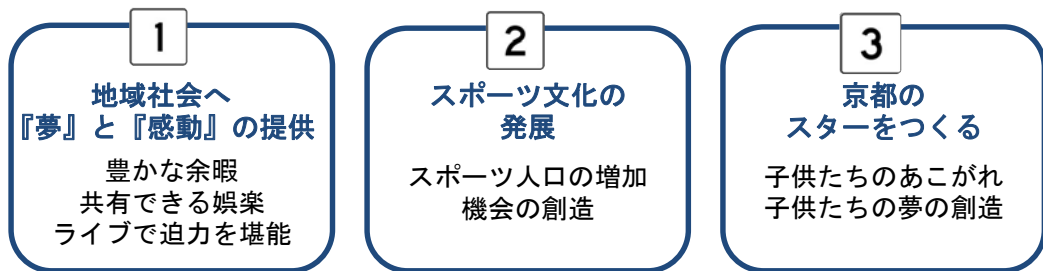 1
地域社会へ
『夢』と『感動』の提供
豊かな余暇
共有できる娯楽
ライブで迫力を堪能
2
スポーツ文化の
発展
スポーツ人口の増加
機会の創造
3
京都の
スターをつくる
子供たちのあこがれ
子供たちの夢の創造